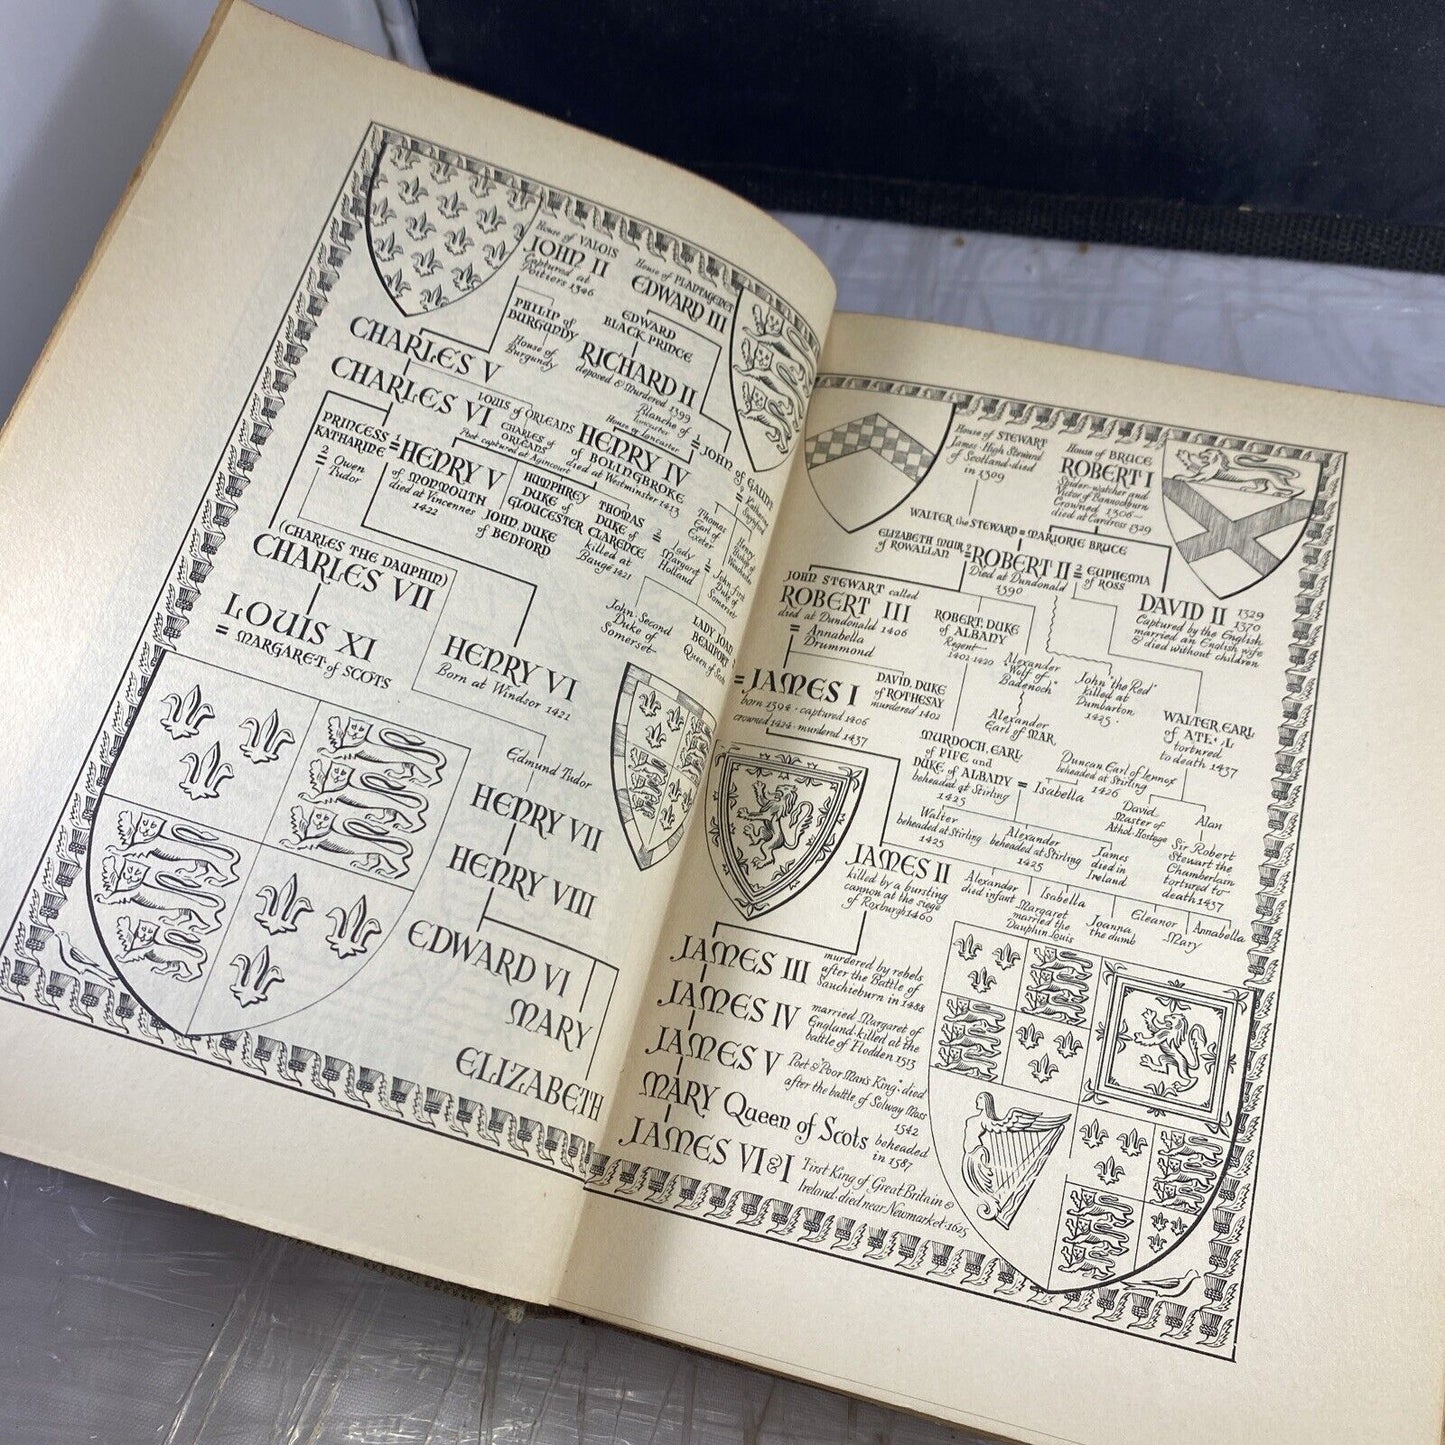 House of VALOIS
JOHN II
Captured at
Poitiers 1346
House of PLANTAGENET
EDWARD III
PHILIP of
BURGUNDY
House of
Burgundy
EDWARD
BLACK PRINCE
RICHARD II
deposed & Murdered 1399
CHARLES V
CHARLES VI
LOUIS of ORLEANS
CHARLES of
ORLEANS
Poet captured at Agincourt
Blanche of
Lancaster
House of Lancaster
HENRY IV
of BOLINGBROKE
died at Westminster 1413
JOHN of GAUNT
PRINCESS
KATHARINE
1
=
2
=
Owen
Tudor
HENRY V
of MONMOUTH
died at Vincennes
1422
JOHN, DUKE
of BEDFORD
HUMPHREY
DUKE of
GLOUCESTER
THOMAS
DUKE of
CLARENCE
killed at
Baugé 1421
2
=
Lady
Margaret
Holland
Thomas
Earl of
Exeter
John First
Duke of
Somerset
John, Second
Duke of
Somerset
LADY JOAN
BEAUFORT
Queen of Scots
(CHARLES THE DAUPHIN)
CHARLES VII
LOUIS XI
= MARGARET of SCOTS
HENRY VI
Born at Windsor 1421
Edmund Tudor
HENRY VII
HENRY VIII
EDWARD VI
MARY
ELIZABETH
House of STEWART
James High Steward
of Scotland died
in 1309
House of BRUCE
ROBERT I
Spider-watcher and
Victor of Bannockburn
Crowned 1306—
died at Cardross 1329
WALTER the STEWARD = MARJORIE BRUCE
ELIZABETH MUIR
of ROWALLAN
=
ROBERT II
Died at Dundonald
1390
2
=
EUPHEMIA
of ROSS
DAVID II 1329
1370
Captured by the English
married an English wife
& died without children
JOHN STEWART called
ROBERT III
died at Dundonald 1406
=
Annabella
Drummond
ROBERT, DUKE
of ALBANY
Regent
1402-1420
Alexander
"Wolf of
Badenoch"
Alexander
Earl of MAR
John "the Red"
killed at
Dumbarton
1425
WALTER, EARL
of
tortured
to death 1437
= JAMES I
born 1394 · captured 1406
crowned 1424 · murdered 1437
DAVID, DUKE
of ROTHESAY
murdered 1402
MURDOCH, EARL
of FIFE and
DUKE of ALBANY
beheaded at Stirling
1425
= Isabella
Duncan Earl of Lennox
beheaded at Stirling
1426
David
Master of
Athol-Hostage
Alan
Sir Robert
Stewart the
Chamberlain
tortured to
death 1437
Walter
beheaded at Stirling
1425
Alexander
beheaded at Stirling
1425
James
died in
Ireland
JAMES II
killed by a bursting
cannon at the siege
of Roxburgh 1460
Alexander
died infant
Margaret
married the
Dauphin Louis
Isabella
Joanna
the dumb
Eleanor
Mary
Annabella
JAMES III
murdered by rebels
after the Battle of
Sauchieburn in 1488
JAMES IV
married Margaret of
England · killed at the
battle of Flodden 1513
JAMES V
Poet & "Poor Man's King" · died
after the battle of Solway Moss
1542
MARY Queen of Scots
beheaded
in 1587
JAMES VI & I
First King of Great Britain &
Ireland · died near Newmarket · 1625